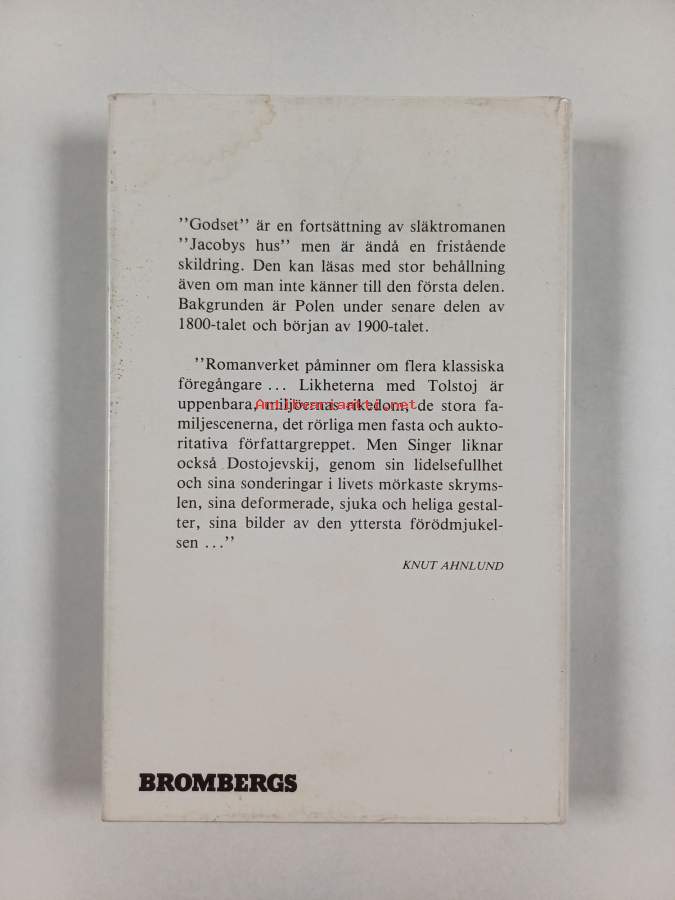 ”Godset” är en fortsättning av släktromanen
”Jacobys hus” men är ändå en fristående
skildring. Den kan läsas med stor behållning
även om man inte känner till den första delen.
Bakgrunden är Polen under senare delen av
1800-talet och början av 1900-talet.
”Romanverket påminner om flera klassiska
föregångare ... Likheterna med Tolstoj är
uppenbara, miljöernas rikedom, de stora fa-
miljescenerna, det rörliga men fasta och aukto-
ritativa författargreppet. Men Singer liknar
också Dostojevskij, genom sin lidelsefullhet
och sina sonderingar i livets mörkaste skryms-
len, sina deformerade, sjuka och heliga gestal-
ter, sina bilder av den yttersta förödmjukel-
sen ...”
KNUT AHNLUND
BROMBERGS
Antikvariaatti.net